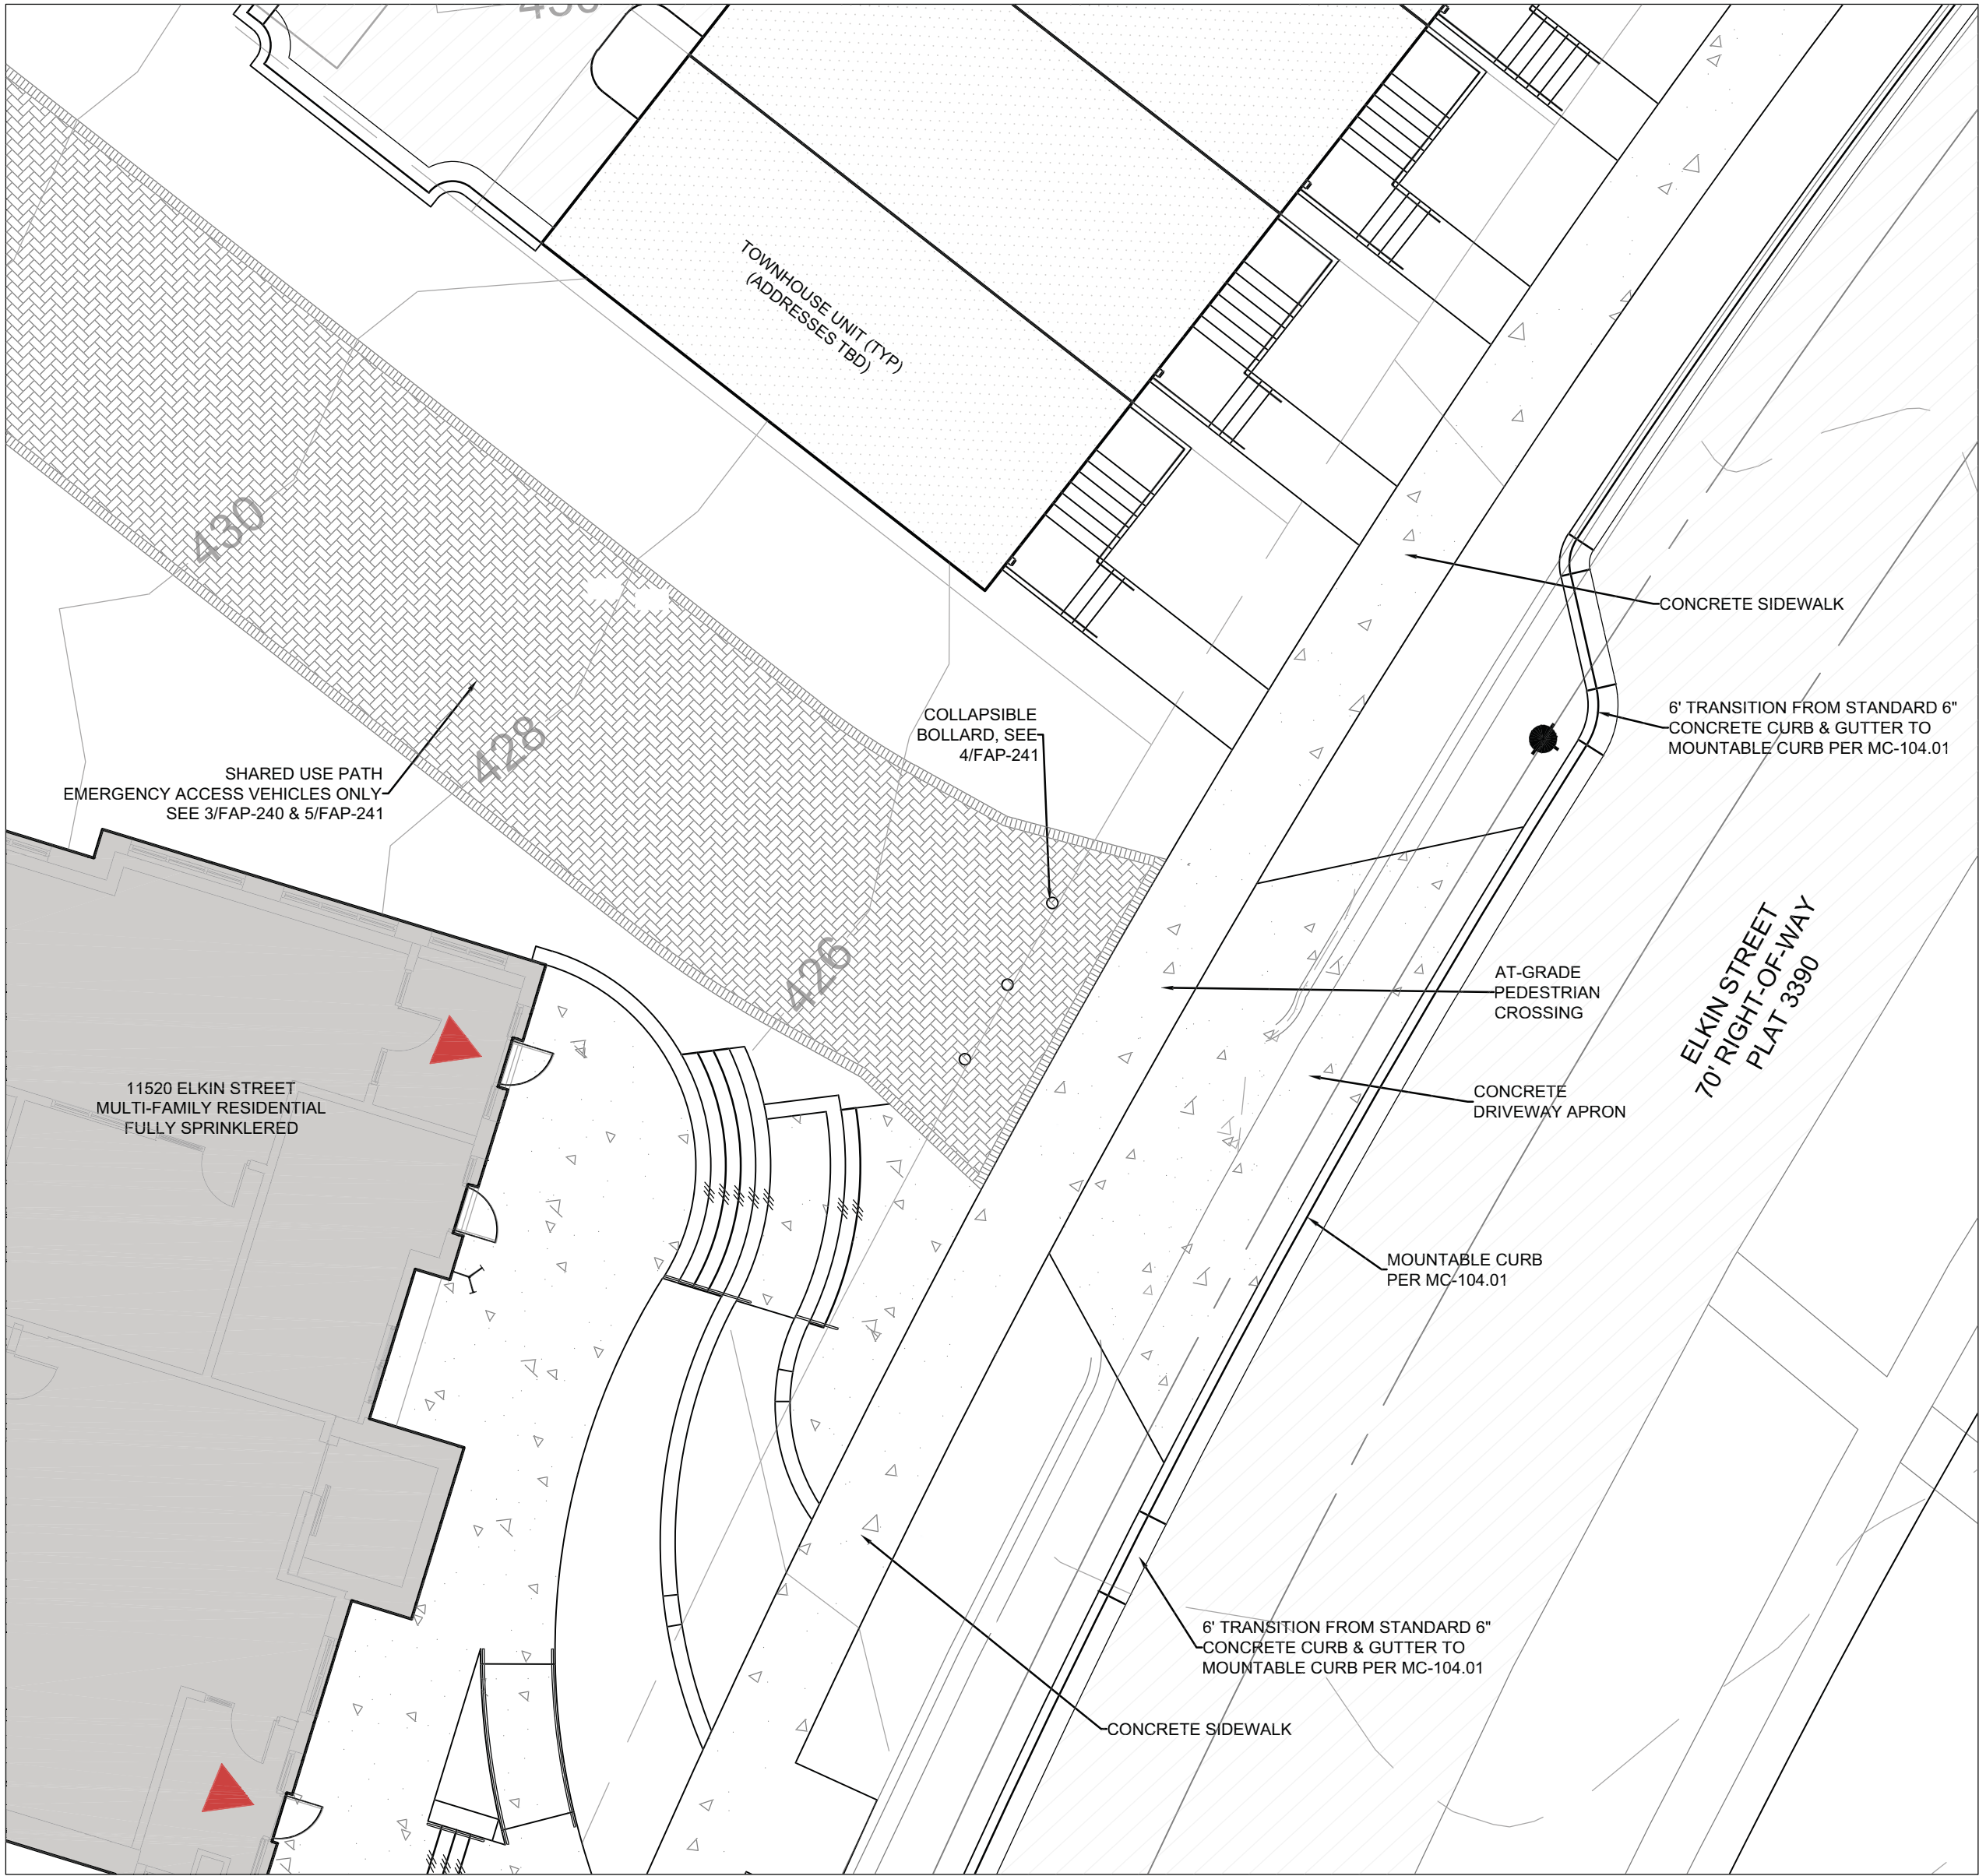 TOWNHOUSE UNIT (TYP)
(ADDRESSES TBD)
430
CONCRETE SIDEWALK
6' TRANSITION FROM STANDARD 6"
CONCRETE CURB & GUTTER TO
MOUNTABLE CURB PER MC-104.01
COLLAPSIBLE
BOLLARD, SEE
4/FAP-241
428
SHARED USE PATH
EMERGENCY ACCESS VEHICLES ONLY
SEE 3/FAP-240 & 5/FAP-241
426
AT-GRADE
PEDESTRIAN
CROSSING
ELKIN STREET
70' RIGHT-OF-WAY
PLAT 3390
11520 ELKIN STREET
MULTI-FAMILY RESIDENTIAL
FULLY SPRINKLERED
CONCRETE
DRIVEWAY APRON
MOUNTABLE CURB
PER MC-104.01
6' TRANSITION FROM STANDARD 6"
CONCRETE CURB & GUTTER TO
MOUNTABLE CURB PER MC-104.01
CONCRETE SIDEWALK